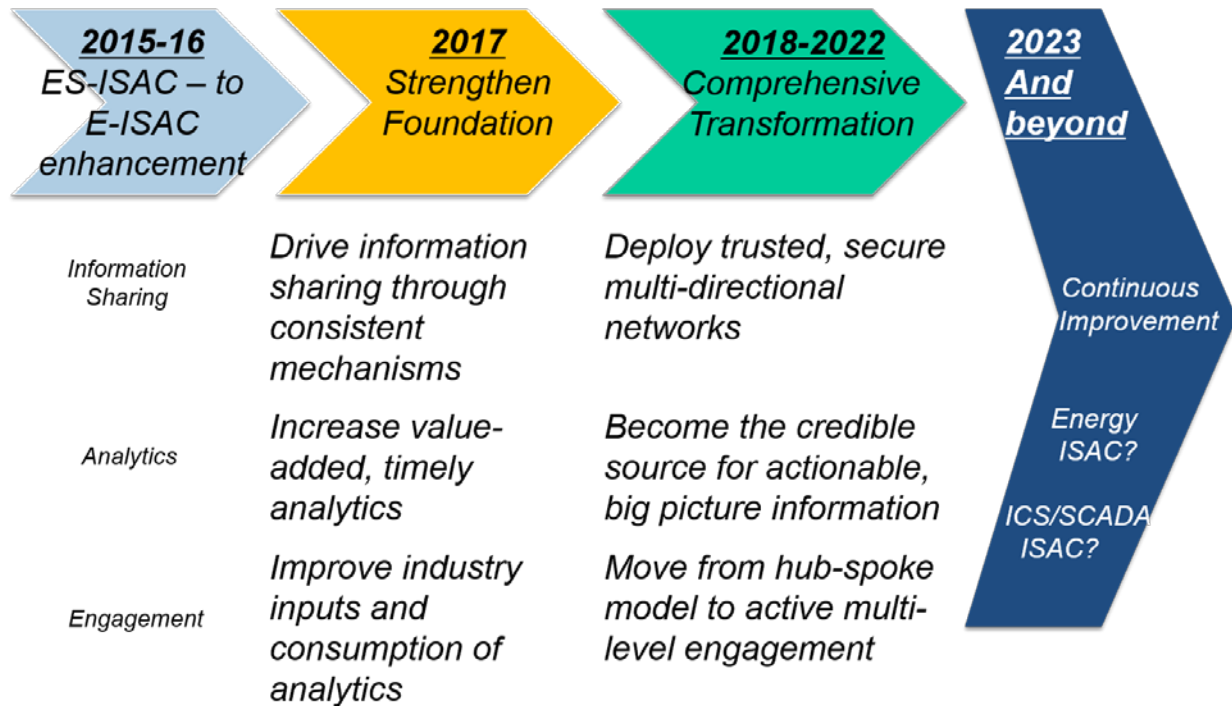 2015-16
ES-ISAC – to
E-ISAC
enhancement
2017
Strengthen
Foundation
2018-2022
Comprehensive
Transformation
2023
And
beyond
Information
Sharing
Drive information
sharing through
consistent
mechanisms
Deploy trusted, secure
multi-directional
networks
Continuous
Improvement
Analytics
Increase value-
added, timely
analytics
Become the credible
source for actionable,
big picture information
Energy
ISAC?
ICS/SCADA
ISAC?
Engagement
Improve industry
inputs and
consumption of
analytics
Move from hub-spoke
model to active multi-
level engagement